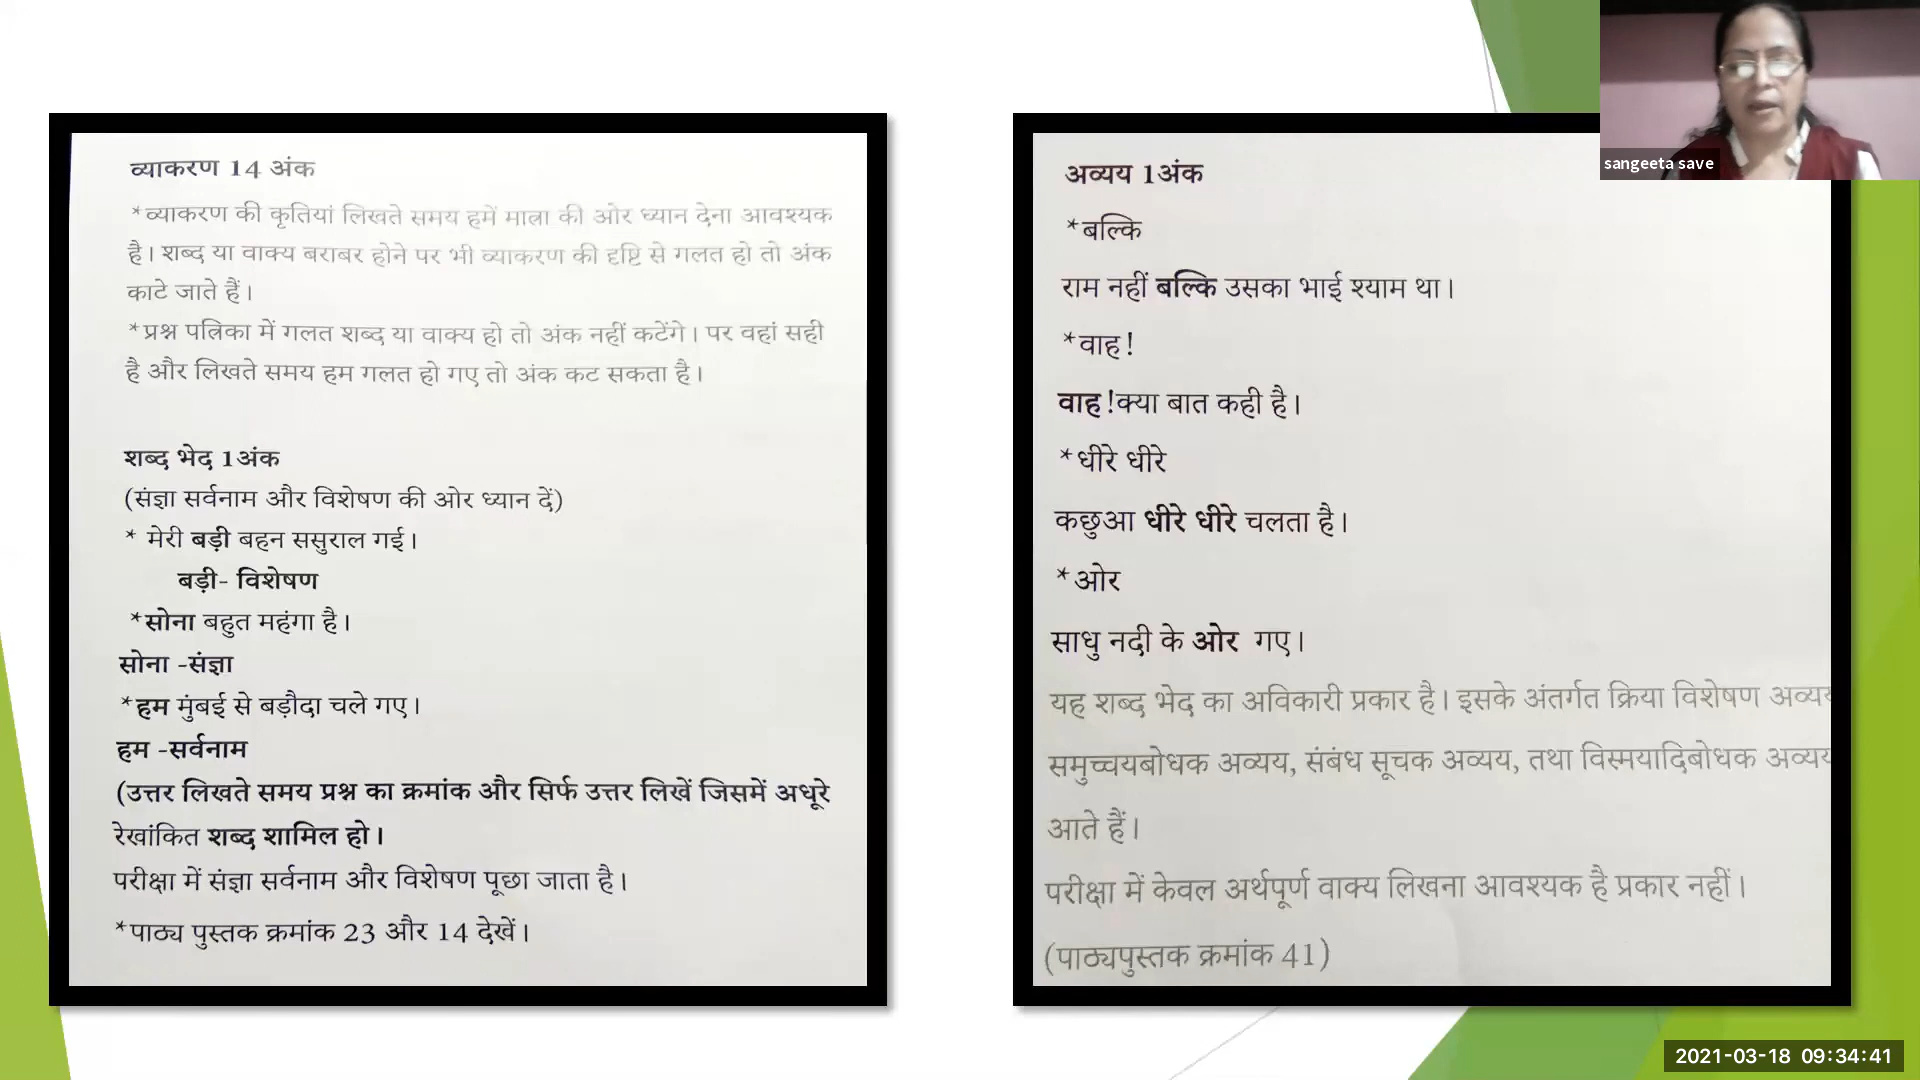 व्याकरण 14 अंक
*व्याकरण की कृतियां लिखते समय हमें मात्रा की ओर ध्यान देना आवश्यक
है। शब्द या वाक्य बराबर होने पर भी व्याकरण की दृष्टि से गलत हो तो अंक
काटे जाते हैं।
*प्रश्न पत्रिका में गलत शब्द या वाक्य हो तो अंक नहीं कटेंगे। पर वहां सही
है और लिखते समय हम गलत हो गए तो अंक कट सकता है।
शब्द भेद 1अंक
(संज्ञा सर्वनाम और विशेषण की ओर ध्यान दें)
* मेरी बड़ी बहन ससुराल गई।
बड़ी- विशेषण
*सोना बहुत महंगा है।
सोना -संज्ञा
*हम मुंबई से बड़ौदा चले गए।
हम -सर्वनाम
(उत्तर लिखते समय प्रश्न का क्रमांक और सिर्फ उत्तर लिखें जिसमें अधूरे
रेखांकित शब्द शामिल हो।
परीक्षा में संज्ञा सर्वनाम और विशेषण पूछा जाता है।
*पाठ्य पुस्तक क्रमांक 23 और 14 देखें।
अव्यय 1अंक
*बल्कि
राम नहीं बल्कि उसका भाई श्याम था।
*वाह!
वाह!क्या बात कही है।
*धीरे धीरे
कछुआ धीरे धीरे चलता है।
*ओर
साधु नदी के ओर गए।
यह शब्द भेद का अविकारी प्रकार है। इसके अंतर्गत क्रिया विशेषण अव्यय
समुच्चयबोधक अव्यय, संबंध सूचक अव्यय, तथा विस्मयादिबोधक अव्यय
आते हैं।
परीक्षा में केवल अर्थपूर्ण वाक्य लिखना आवश्यक है प्रकार नहीं।
(पाठ्यपुस्तक क्रमांक 41)
sangeeta save
2021-03-18 09:34:41